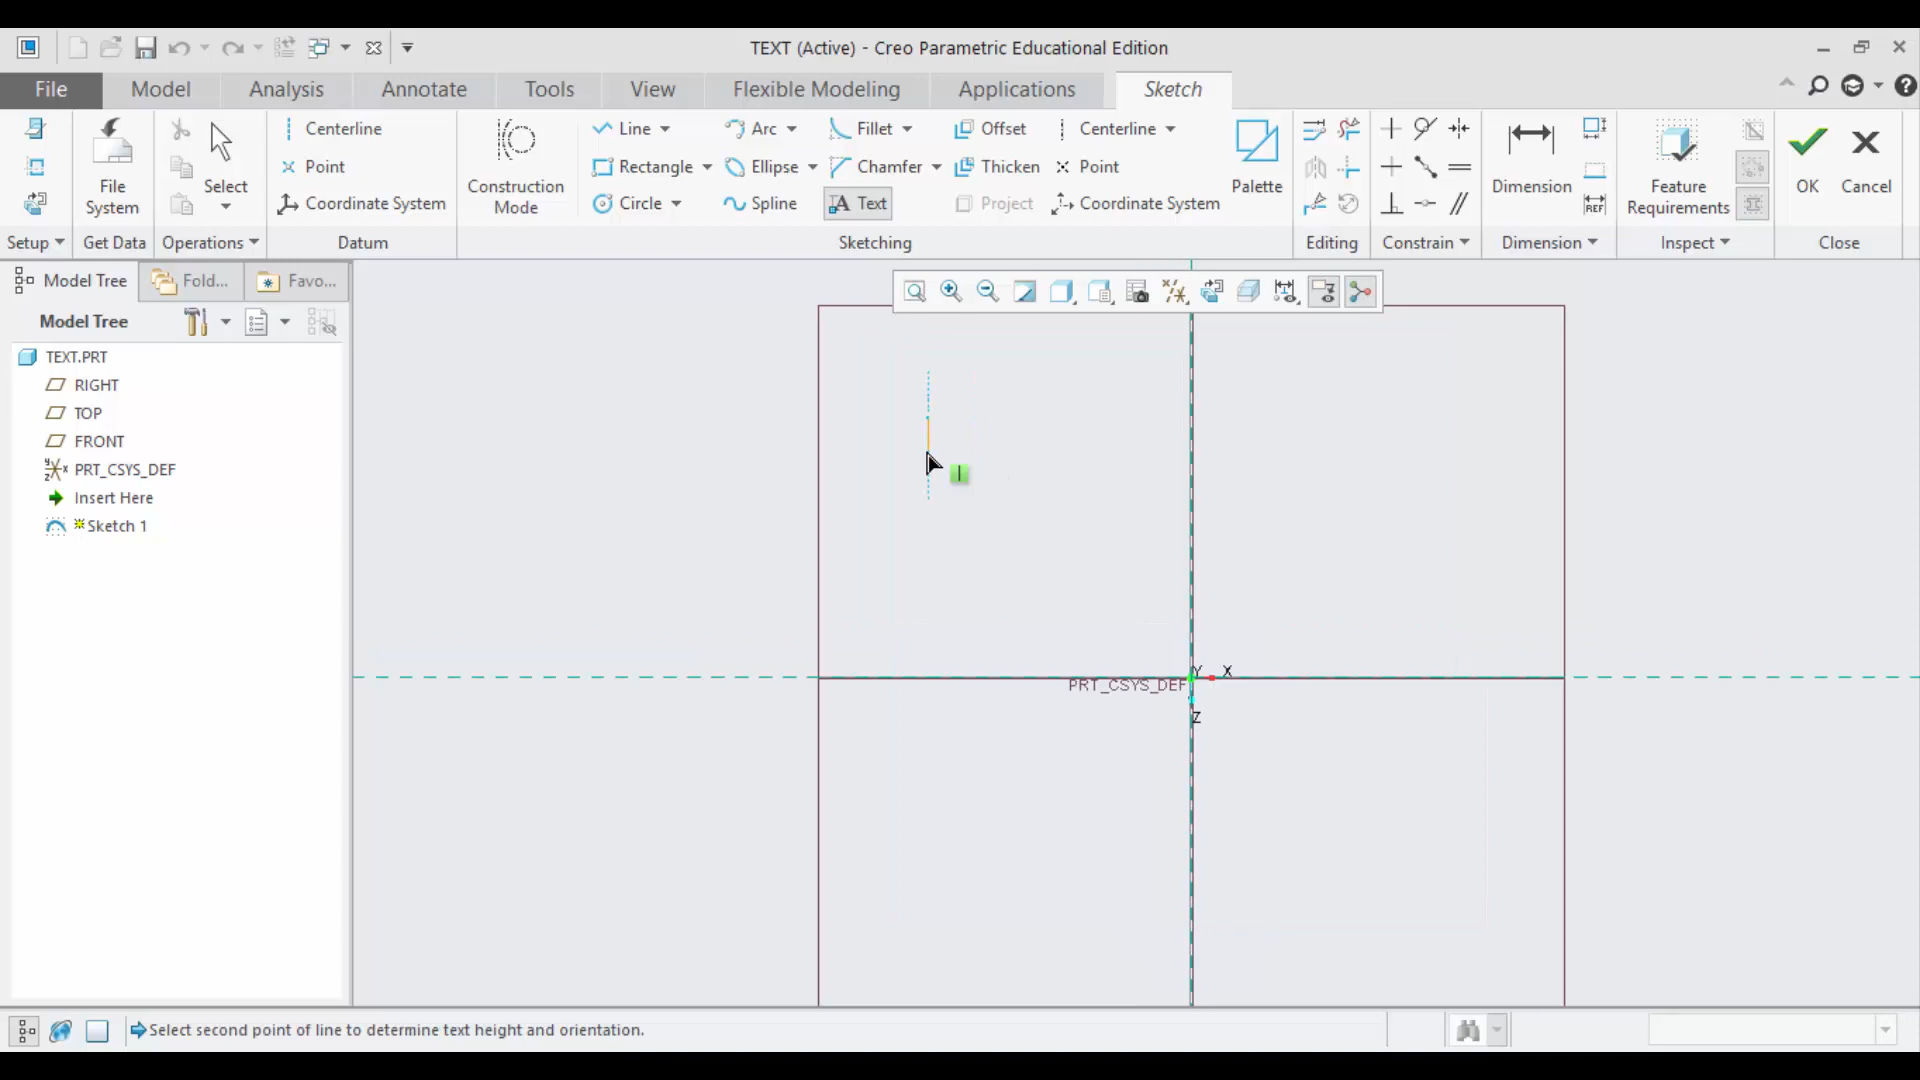 TEXT (Active) - Creo Parametric Educational Edition
File Model Analysis Annotate Tools View Flexible Modeling Applications Sketch
Centerline Line Arc Fillet Offset Centerline
Point Rectangle Ellipse Chamfer Thicken Point
File System Select Construction Mode Palette Dimension Feature Requirements OK Cancel
Coordinate System Circle Spline Text Project Coordinate System
REF
Setup Get Data Operations Datum Sketching Editing Constrain Dimension Inspect Close
Model Tree Fold... Favo...
Model Tree
TEXT.PRT
RIGHT
TOP
FRONT
PRT_CSYS_DEF
Insert Here
Sketch 1
Y X
PRT_CSYS_DEF
Z
Select second point of line to determine text height and orientation.